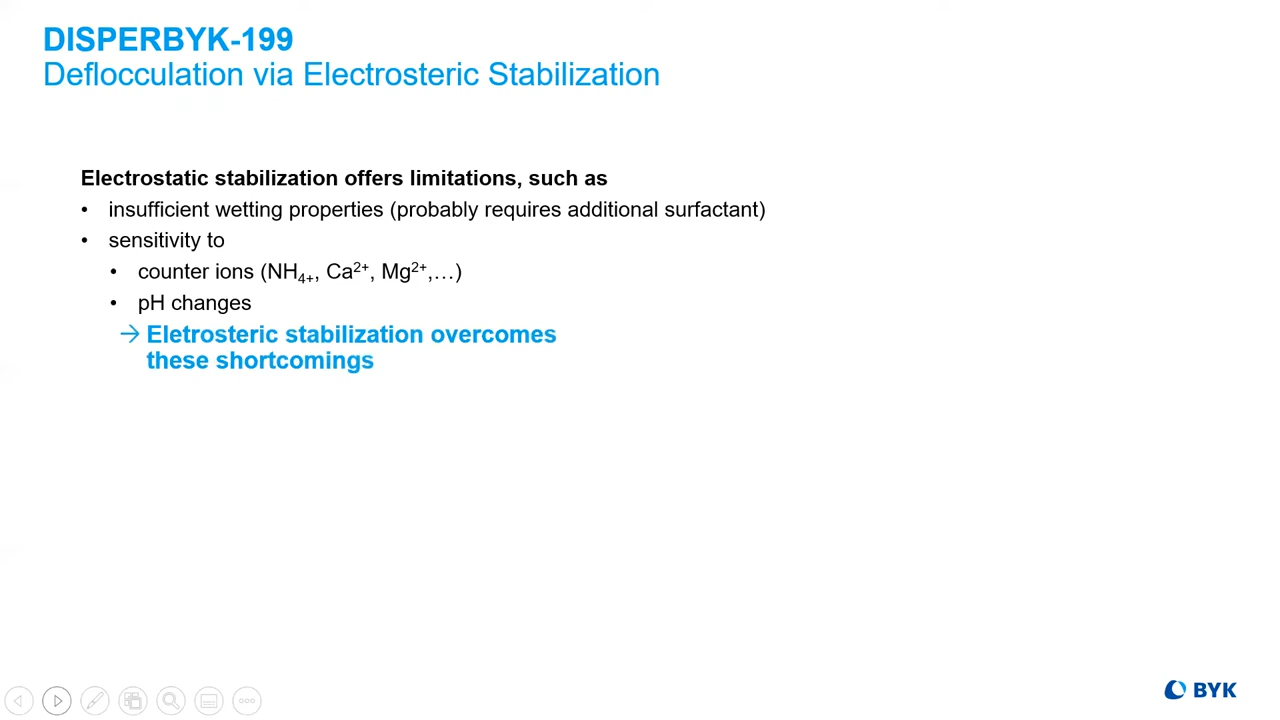 DISPERBYK-199
Deflocculation via Electrosteric Stabilization
Electrostatic stabilization offers limitations, such as
• insufficient wetting properties (probably requires additional surfactant)
• sensitivity to
• counter ions (NH₄₊, Ca²⁺, Mg²⁺,…)
• pH changes
→ Eletrosteric stabilization overcomes
these shortcomings
BYK